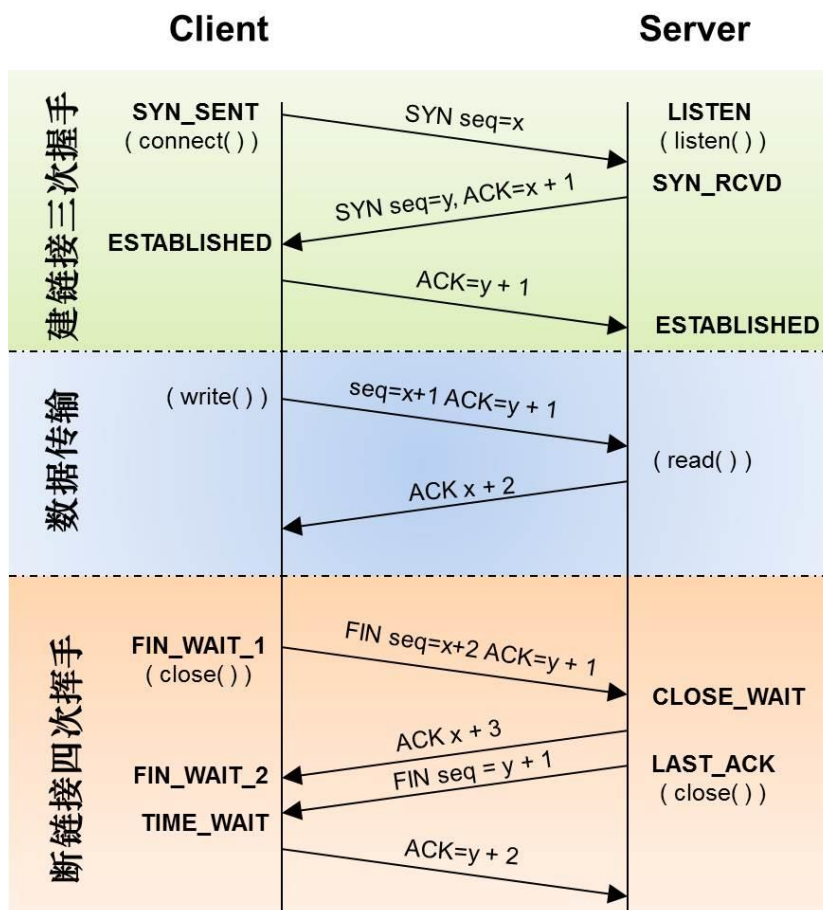 Client
Server
建链接三次握手
SYN_SENT
( connect( ) )
SYN seq=x
LISTEN
( listen( ) )
SYN_RCVD
SYN seq=y, ACK=x + 1
ESTABLISHED
ACK=y + 1
ESTABLISHED
数据传输
( write( ) )
seq=x+1 ACK=y + 1
( read( ) )
ACK x + 2
断链接四次挥手
FIN_WAIT_1
( close( ) )
FIN seq=x+2 ACK=y + 1
CLOSE_WAIT
ACK x + 3
FIN_WAIT_2
FIN seq = y + 1
LAST_ACK
( close( ) )
TIME_WAIT
ACK=y + 2